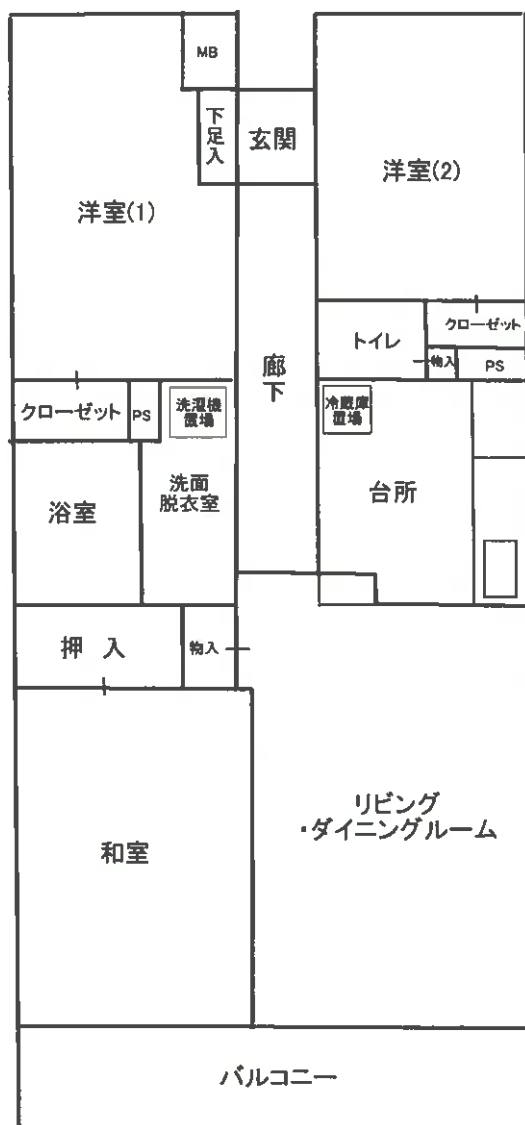 MB
下足入
玄関
洋室(1)
洋室(2)
トイレ
クローゼット
物入
PS
廊下
クローゼット
PS
洗濯機
置場
冷蔵庫
置場
洗面
脱衣室
浴室
台所
押 入
物入
リビング
・ダイニングルーム
和室
バルコニー